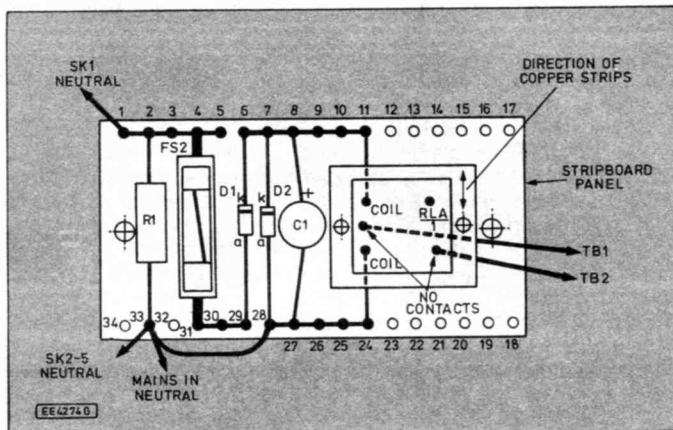 SK1
NEUTRAL
DIRECTION OF
COPPER STRIPS
1 2 3 4 5 6 7 8 9 10 11 12 13 14 15 16 17
FS2
STRIPBOARD
PANEL
k D1 k D2 +
R1 C1
a a
COIL RLA
1
COIL
TB1
TB2
NO
CONTACTS
34 33 32 31 30 29 28 27 26 25 24 23 22 21 20 19 18
SK2-5
NEUTRAL
MAINS IN
NEUTRAL
EE4274G